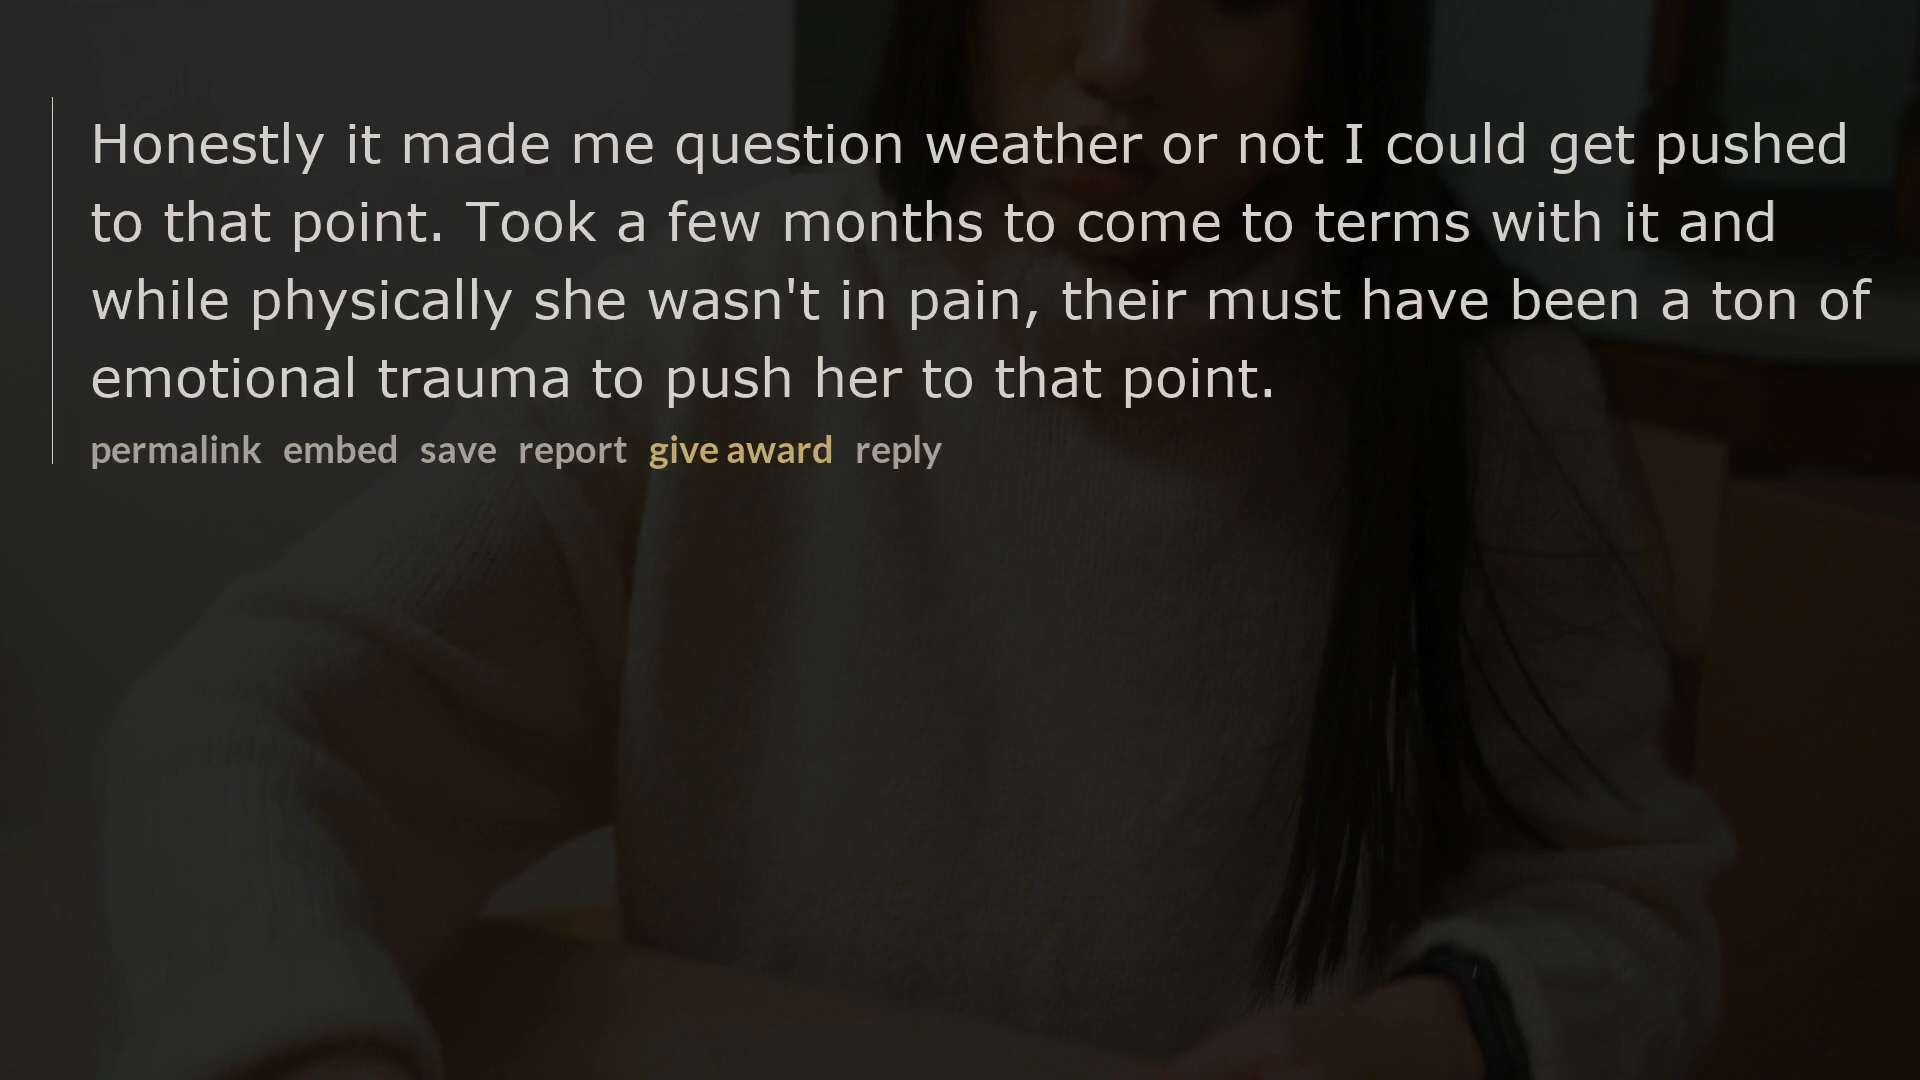 Honestly it made me question weather or not I could get pushed
to that point. Took a few months to come to terms with it and
while physically she wasn't in pain, their must have been a ton of
emotional trauma to push her to that point.
permalink embed save report give award reply